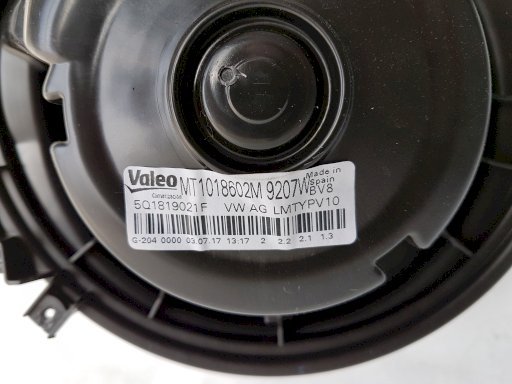 Valeo MT1018602M 9207W Made in
Spain
Climatización BV8
5Q1819021F VW AG LMTYPV10
G-204 0000 03.07.17 13.17 2 2.2 2.1 1.3